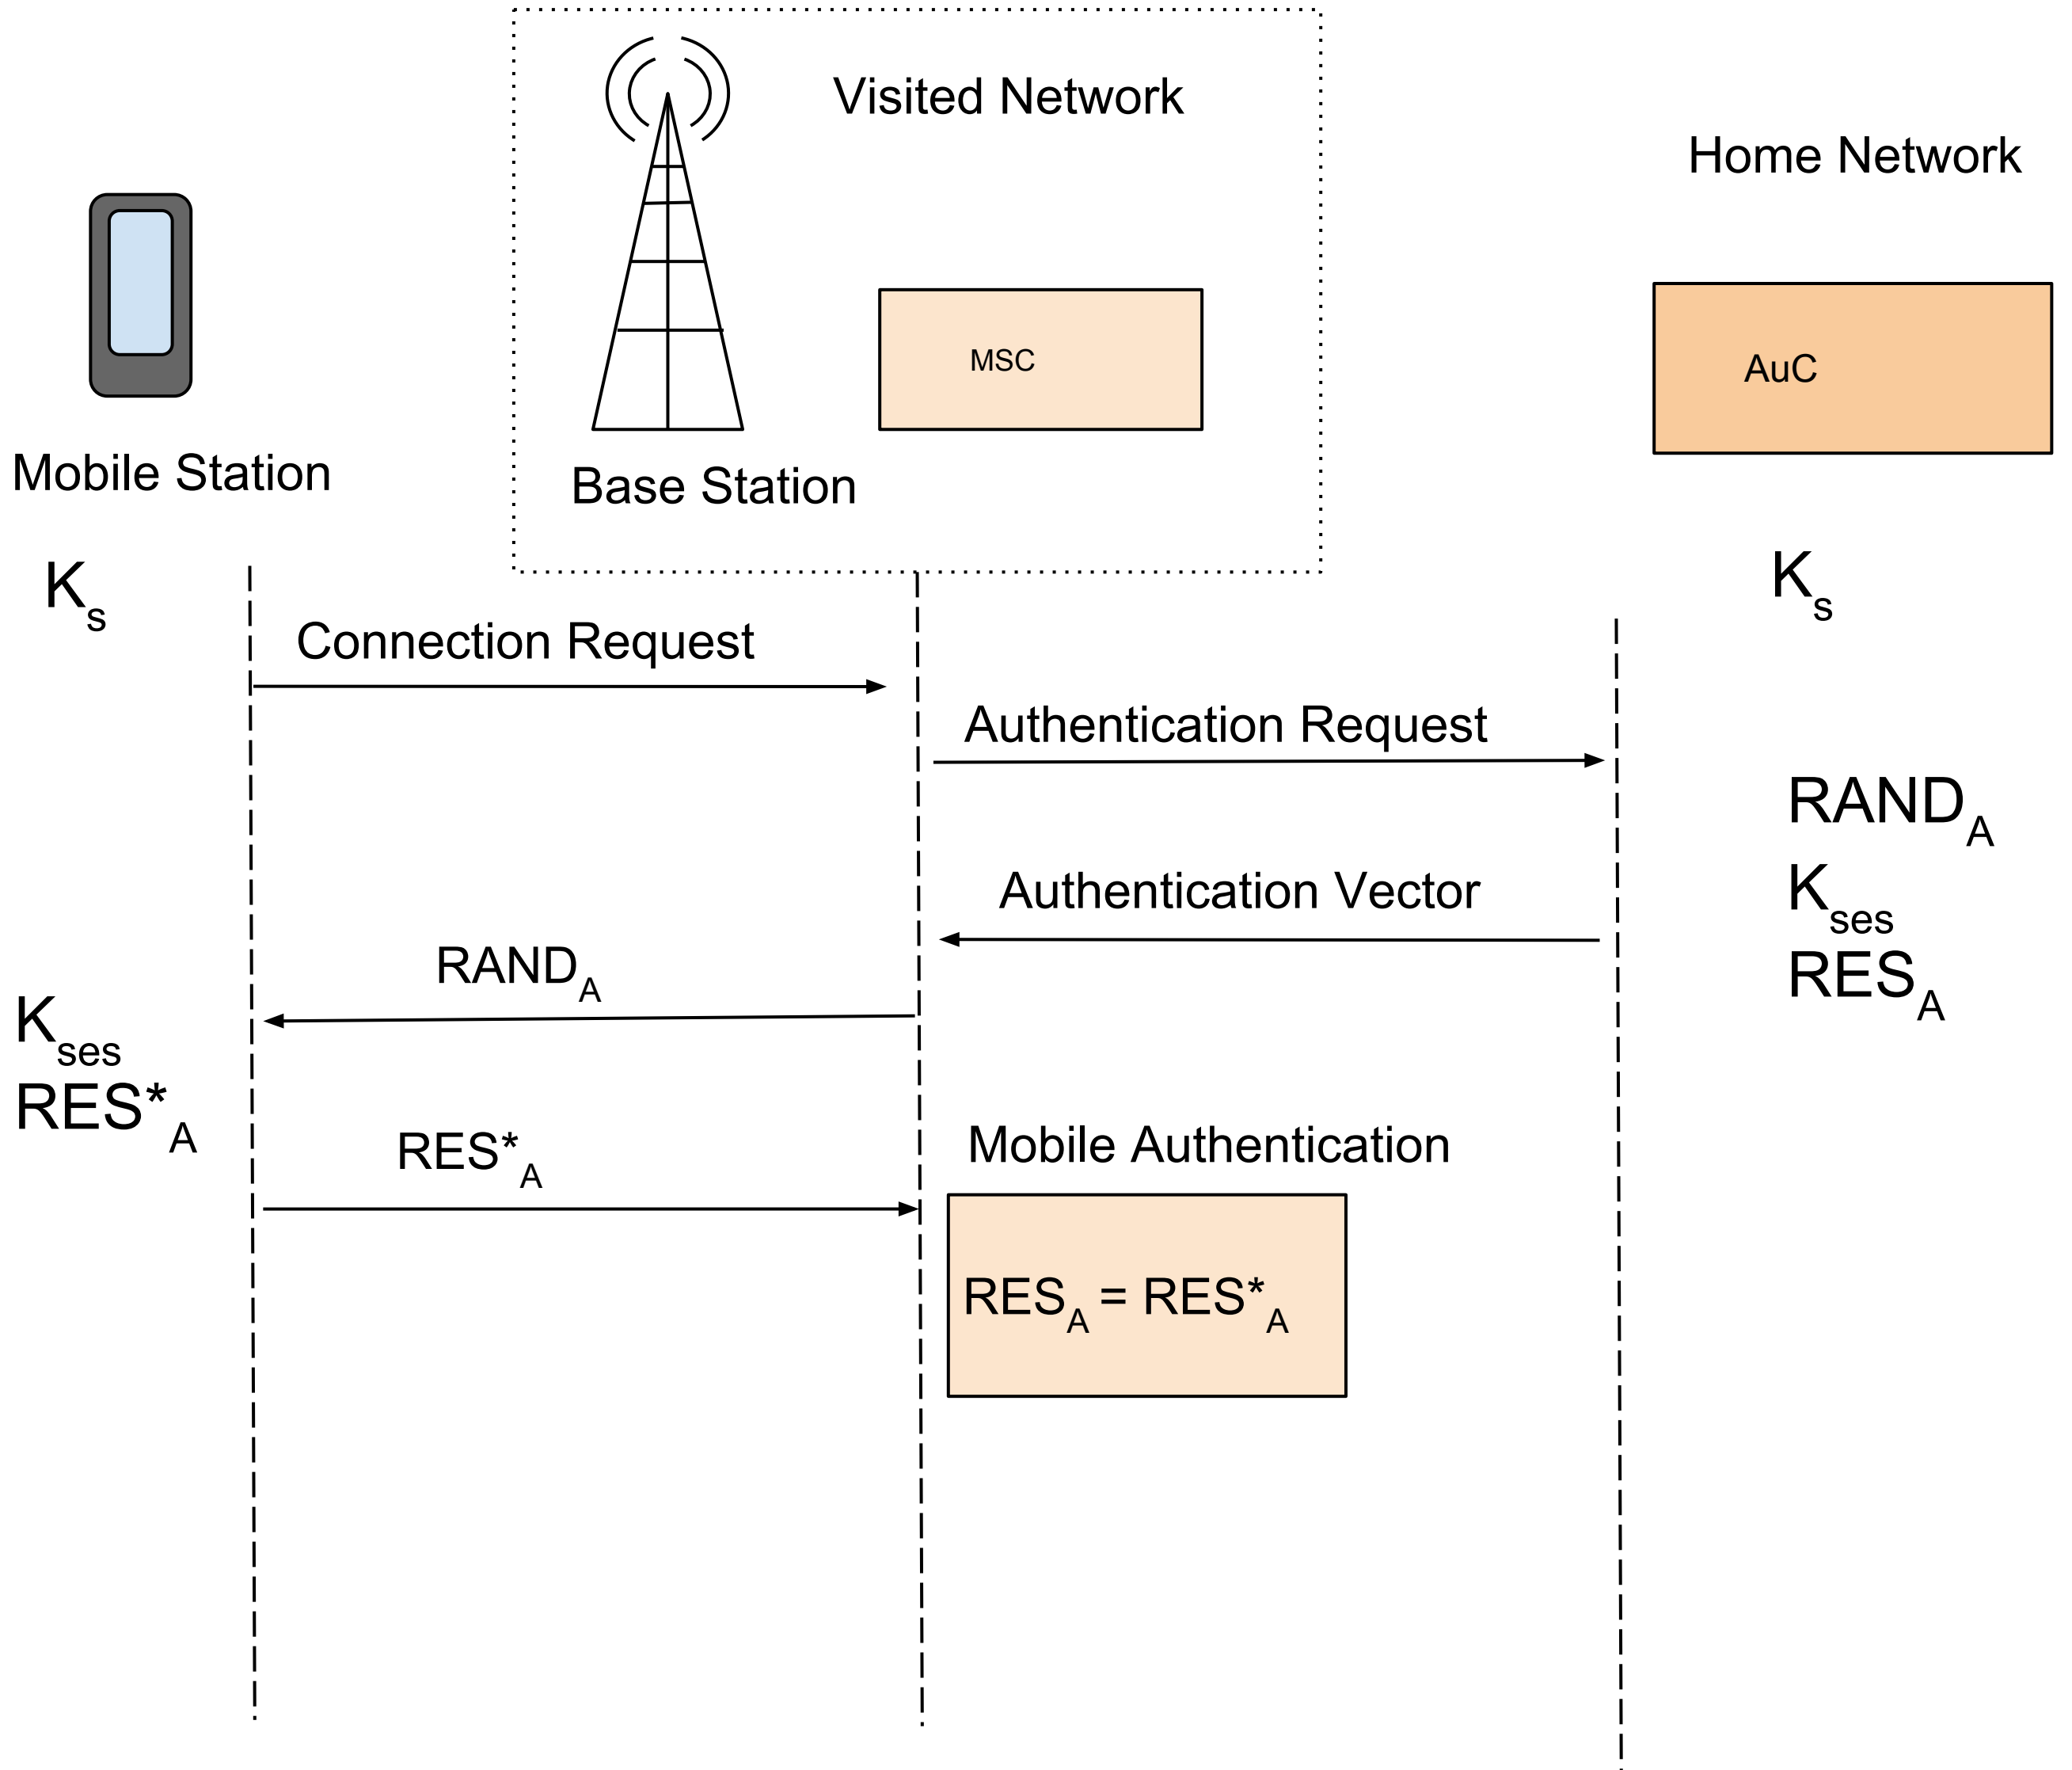 Visited Network
Home Network
MSC
AuC
Mobile Station
Base Station
Ks
Ks
Connection Request
Authentication Request
RANDA
Kses
RESA
Authentication Vector
RANDA
Kses
RES*A
RES*A
Mobile Authentication
RESA = RES*A